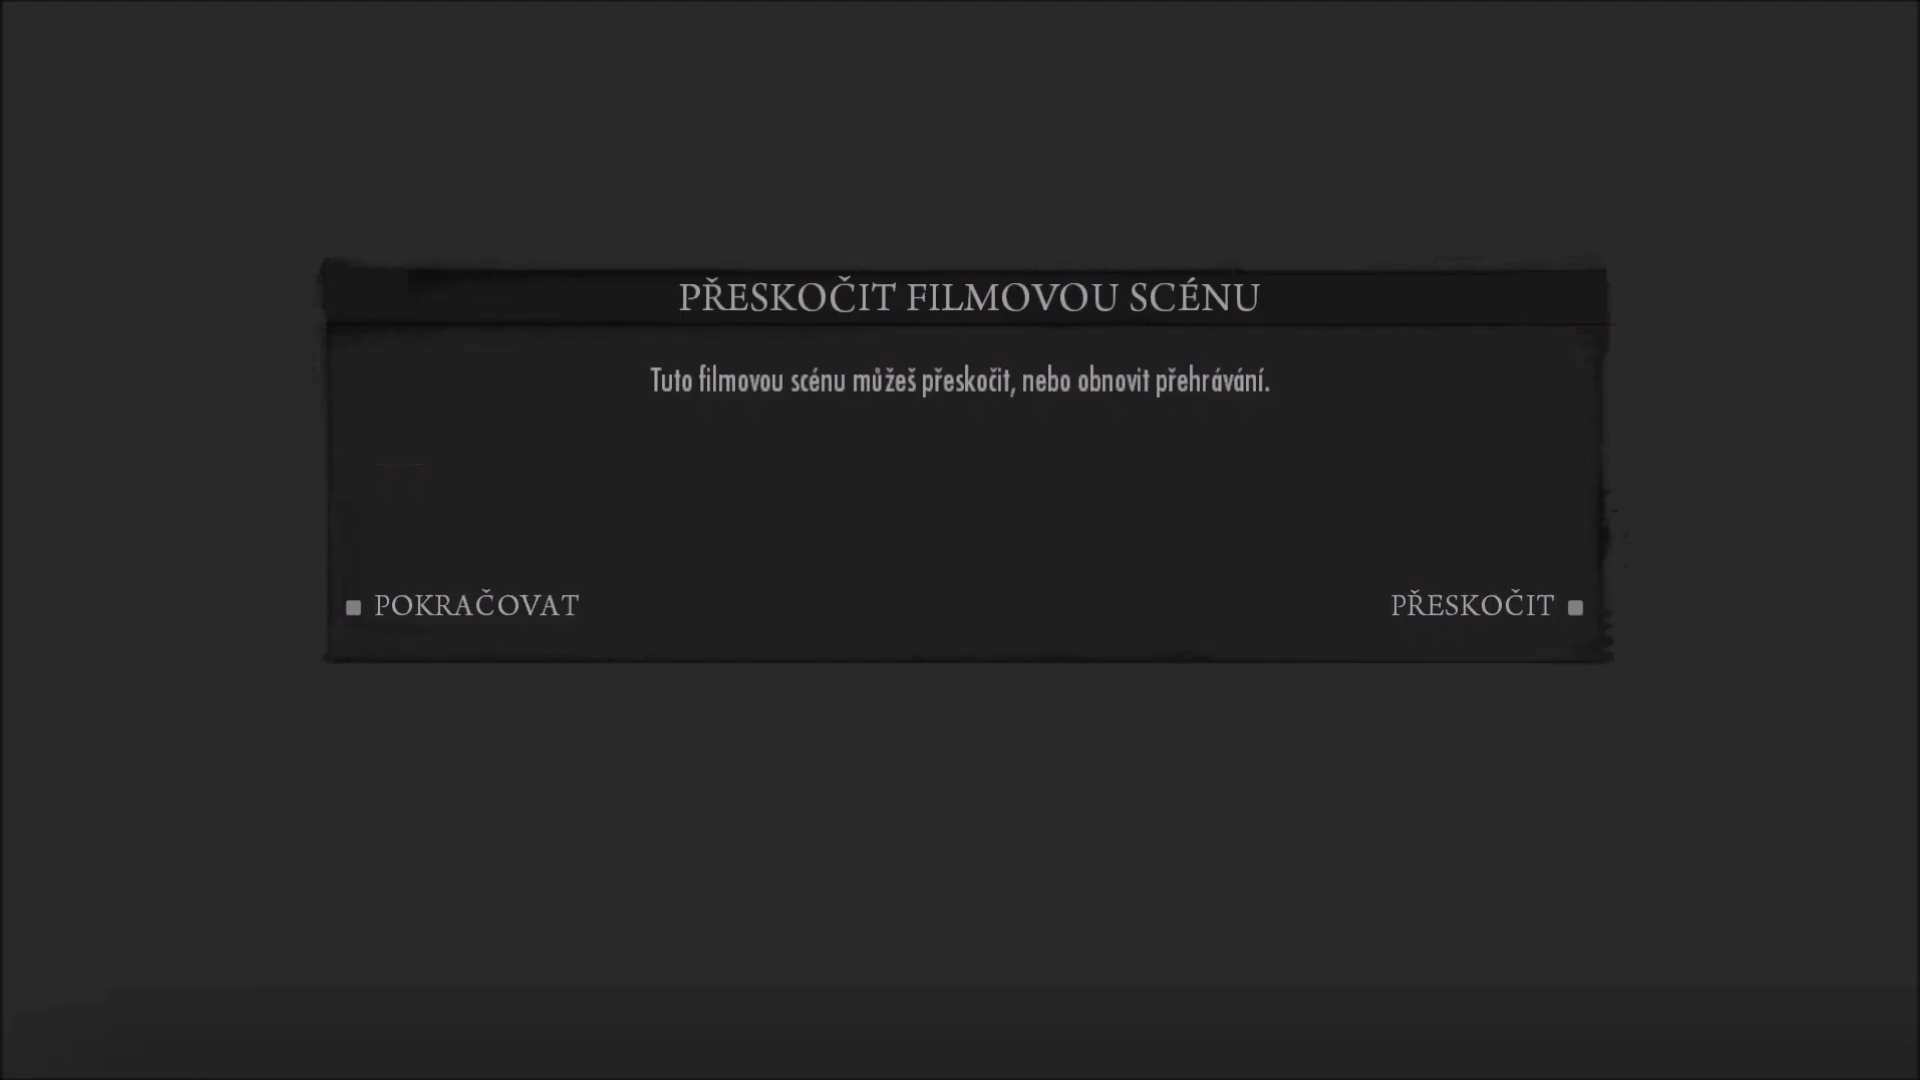 PŘESKOČIT FILMOVOU SCÉNU
Tuto filmovou scénu můžeš přeskočit, nebo obnovit přehrávání.
POKRAČOVAT
PŘESKOČIT